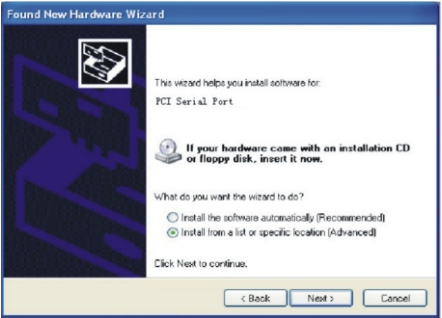 Found New Hardware Wizard
This wizard helps you install software for:
PCI Serial Port
If your hardware came with an installation CD
or floppy disk, insert it now.
What do you want the wizard to do?
Install the software automatically (Recommended)
Install from a list or specific location (Advanced)
Click Next to continue.
< Back
Next >
Cancel